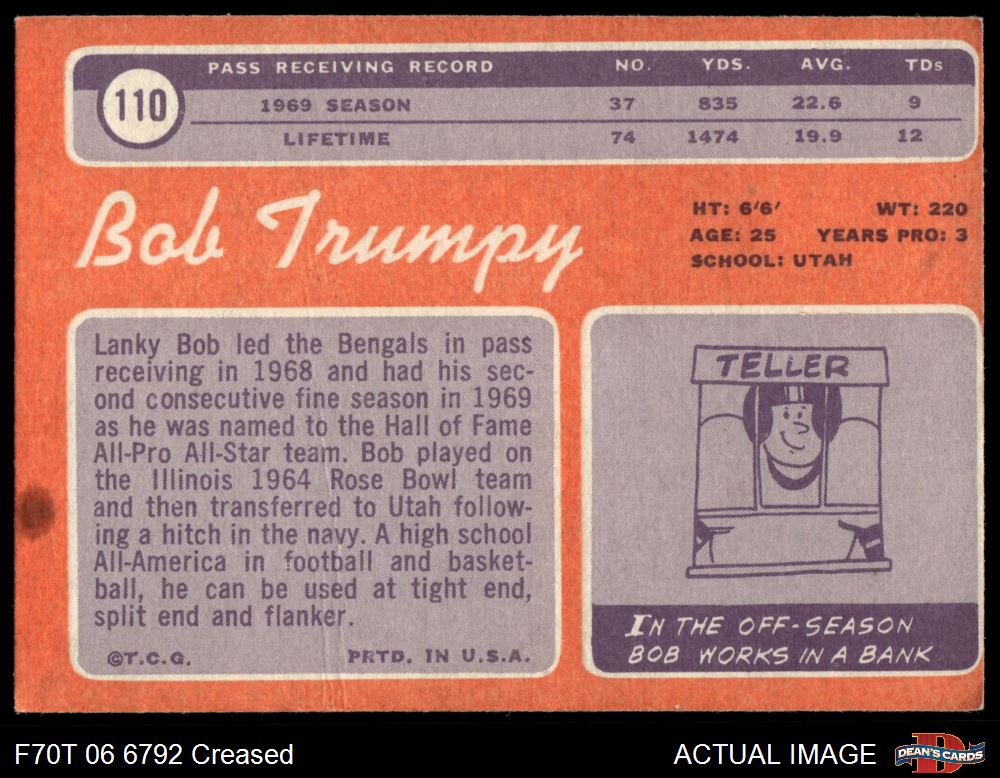 110
PASS RECEIVING RECORD NO. YDS. AVG. TDs
1969 SEASON 37 835 22.6 9
LIFETIME 74 1474 19.9 12
Bob Trumpy
HT: 6'6' WT: 220
AGE: 25 YEARS PRO: 3
SCHOOL: UTAH
Lanky Bob led the Bengals in pass
receiving in 1968 and had his sec-
ond consecutive fine season in 1969
as he was named to the Hall of Fame
All-Pro All-Star team. Bob played on
the Illinois 1964 Rose Bowl team
and then transferred to Utah follow-
ing a hitch in the navy. A high school
All-America in football and basket-
ball, he can be used at tight end,
split end and flanker.
©T.C.G. PRTD. IN U.S.A.
TELLER
IN THE OFF-SEASON
BOB WORKS IN A BANK
F70T 06 6792 Creased
ACTUAL IMAGE
D
DEAN'S CARDS